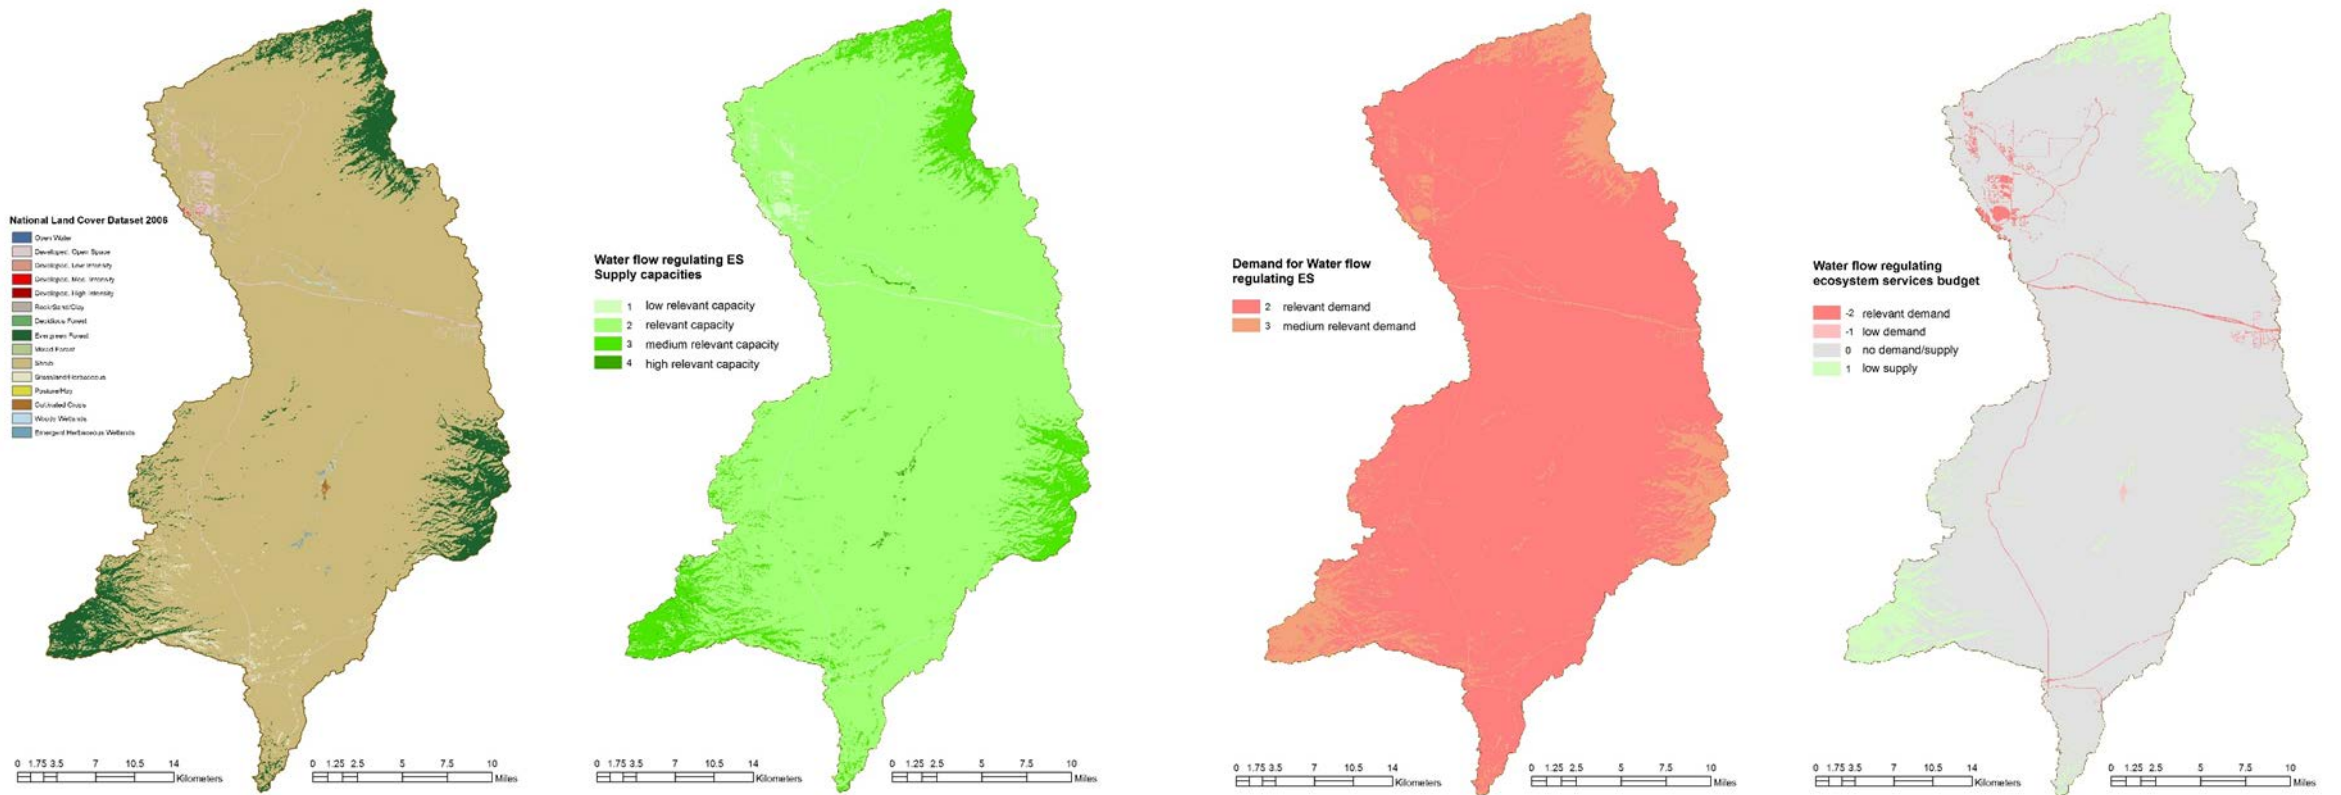 National Land Cover Dataset 2006
Open Water
Developed, Open Space
Developed, Low Intensity
Developed, Med. Intensity
Developed, High Intensity
Rock/Sand/Clay
Deciduous Forest
Evergreen Forest
Mixed Forest
Shrub
Grassland/Herbaceous
Pasture/Hay
Cultivated Crops
Woody Wetlands
Emergent Herbaceous Wetlands
0 1.75 3.5 7 10.5 14
Kilometers
0 1.25 2.5 5 7.5 10
Miles
Water flow regulating ES
Supply capacities
1 low relevant capacity
2 relevant capacity
3 medium relevant capacity
4 high relevant capacity
0 1.75 3.5 7 10.5 14
Kilometers
0 1.25 2.5 5 7.5 10
Miles
Demand for Water flow
regulating ES
2 relevant demand
3 medium relevant demand
0 1.75 3.5 7 10.5 14
Kilometers
0 1.25 2.5 5 7.5 10
Miles
Water flow regulating
ecosystem services budget
-2 relevant demand
-1 low demand
0 no demand/supply
1 low supply
0 1.75 3.5 7 10.5 14
Kilometers
0 1.25 2.5 5 7.5 10
Miles